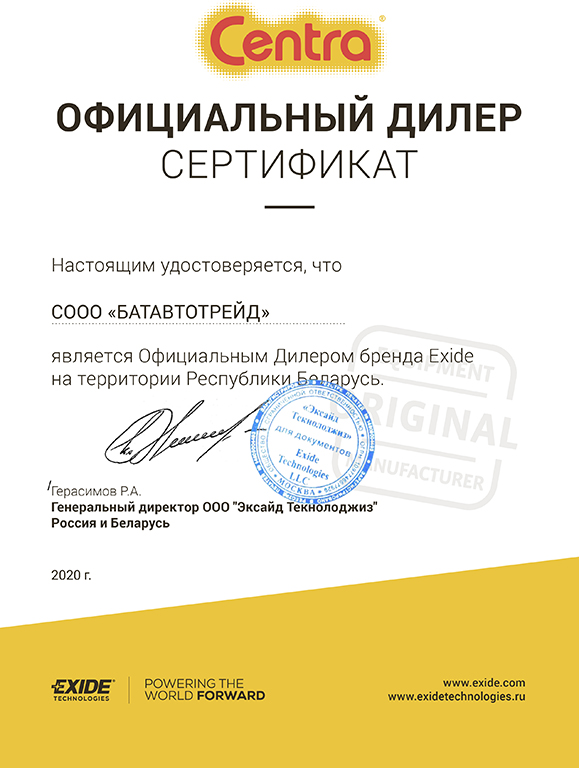 Centra®
ОФИЦИАЛЬНЫЙ ДИЛЕР
СЕРТИФИКАТ
Настоящим удостоверяется, что
СООО «БАТАВТОТРЕЙД»
является Официальным Дилером бренда Exide
на территории Республики Беларусь.
EQUIPMENT
ORIGINAL
MANUFACTURER
«Эксайд
Текнолоджиз»
для документов
Exide
Technologies
LLC
МОСКВА
Герасимов Р.А.
Генеральный директор ООО "Эксайд Текнолоджиз"
Россия и Беларусь
2020 г.
EXIDE®
TECHNOLOGIES
POWERING THE
WORLD FORWARD
www.exide.com
www.exidetechnologies.ru